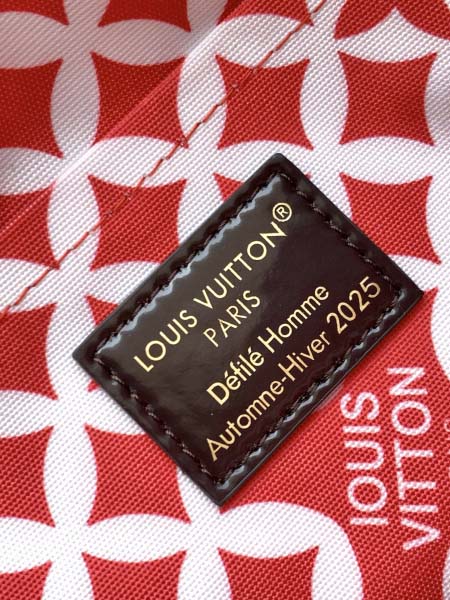 LOUIS VUITTON®
PARIS
Défilé Homme
Automne-Hiver 2025
LOUIS
VUITTON